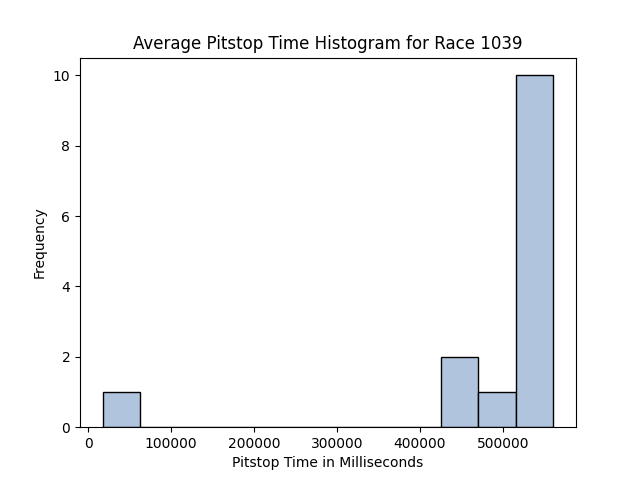 Average Pitstop Time Histogram for Race 1039
10
8
6
4
2
0
Frequency
0 100000 200000 300000 400000 500000
Pitstop Time in Milliseconds